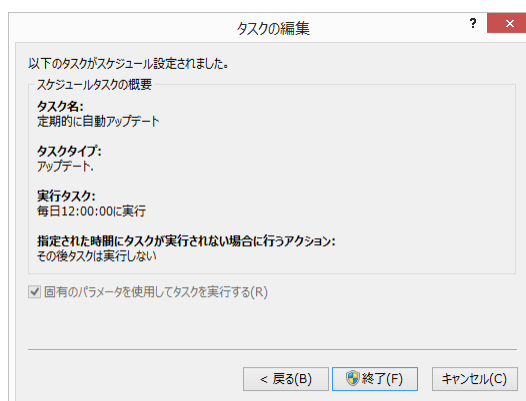 タスクの編集
?
×
以下のタスクがスケジュール設定されました。
スケジュールタスクの概要
タスク名:
定期的に自動アップデート
タスクタイプ:
アップデート.
実行タスク:
毎日12:00:00に実行
指定された時間にタスクが実行されない場合に行うアクション:
その後タスクは実行しない
固有のパラメータを使用してタスクを実行する(R)
< 戻る(B)
終了(F)
キャンセル(C)